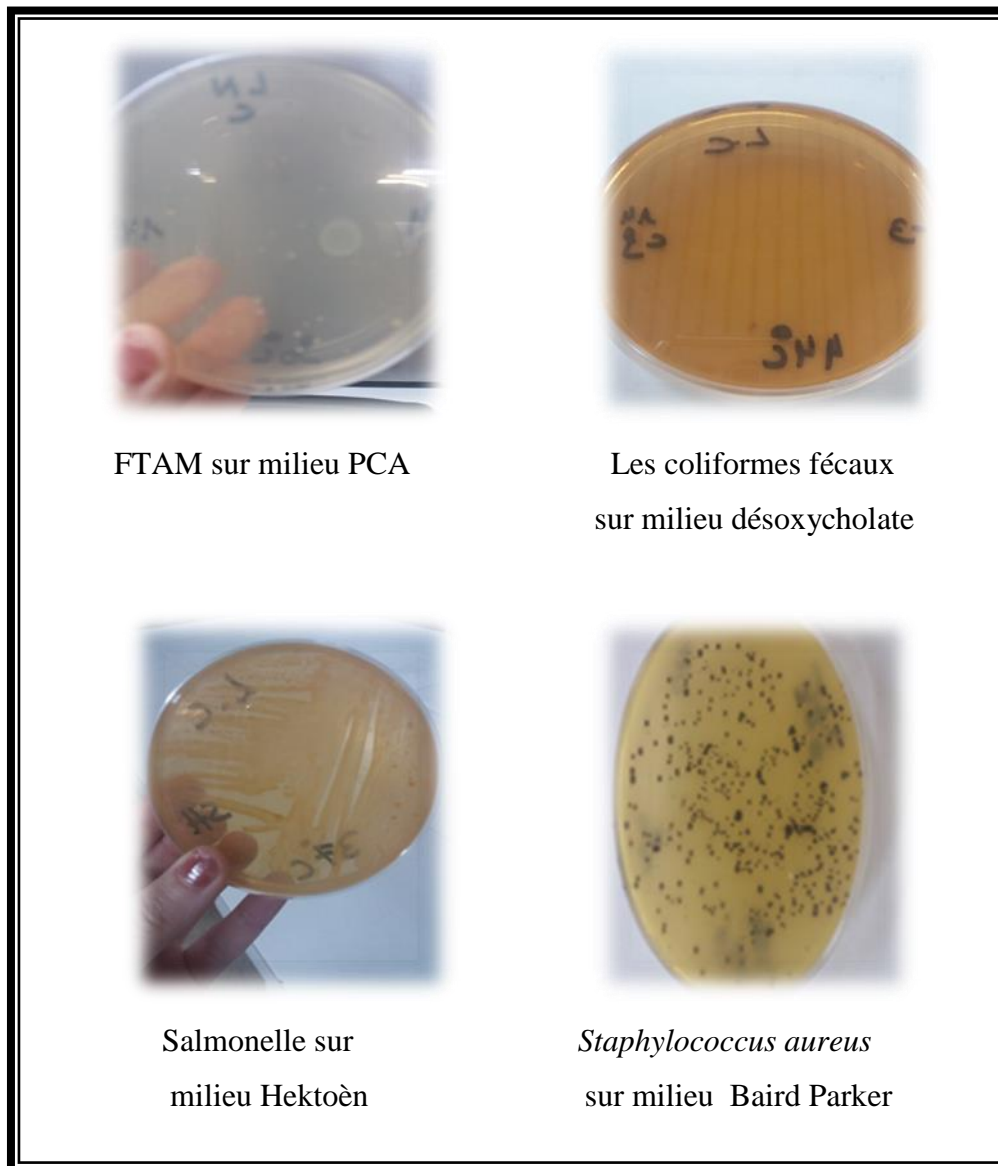 FTAM sur milieu PCA
Les coliformes fécaux
sur milieu désoxycholate
Salmonelle sur
milieu Hektoèn
Staphylococcus aureus
sur milieu Baird Parker